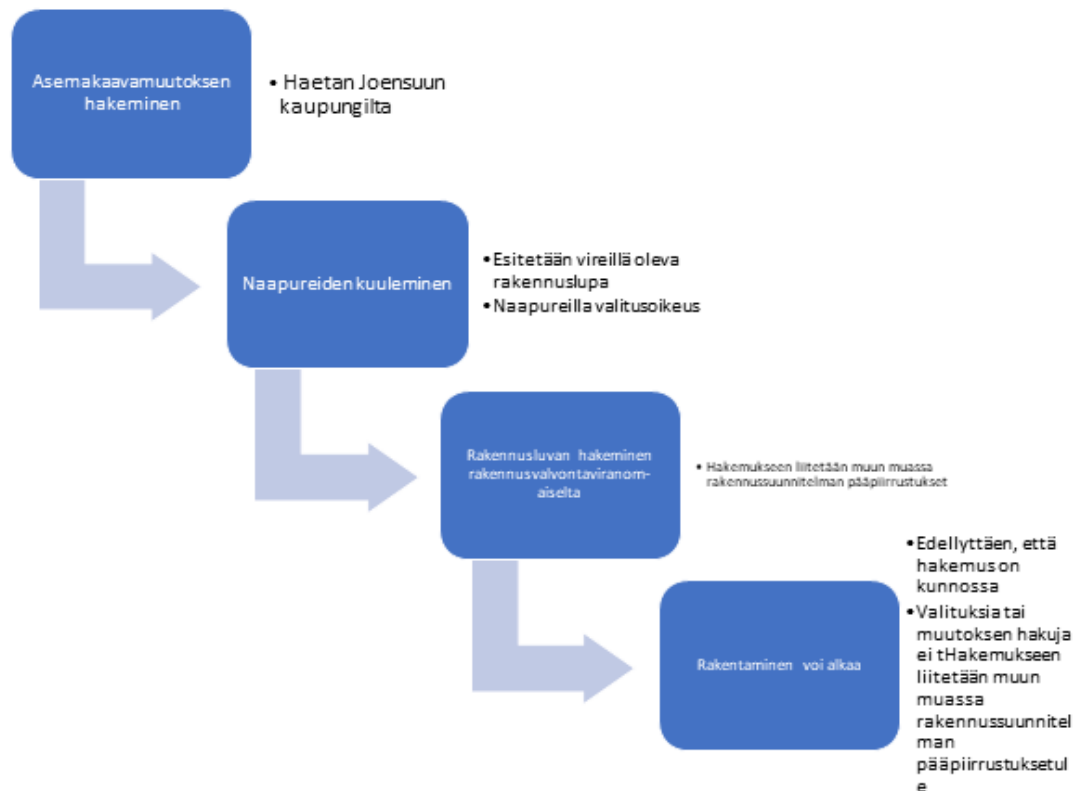 Asemakaavamuutoksen
hakeminen
• Haetan Joensuun
kaupungilta
Naapureiden kuuleminen
• Esitetään vireillä oleva
rakennuslupa
• Naapureilla valitusoikeus
Rakennusluvan hakeminen
rakennusvalvontaviranom-
aiselta
• Hakemukseen liitetään muun muassa
rakennussuunnitelman pääpiirrustukset
Rakentaminen voi alkaa
• Edellyttäen, että
hakemus on
kunnossa
• Valituksia tai
muutoksen hakuja
ei tHakemukseen
liitetään muun
muassa
rakennussuunnitel
man
pääpiirrustuksetul
e